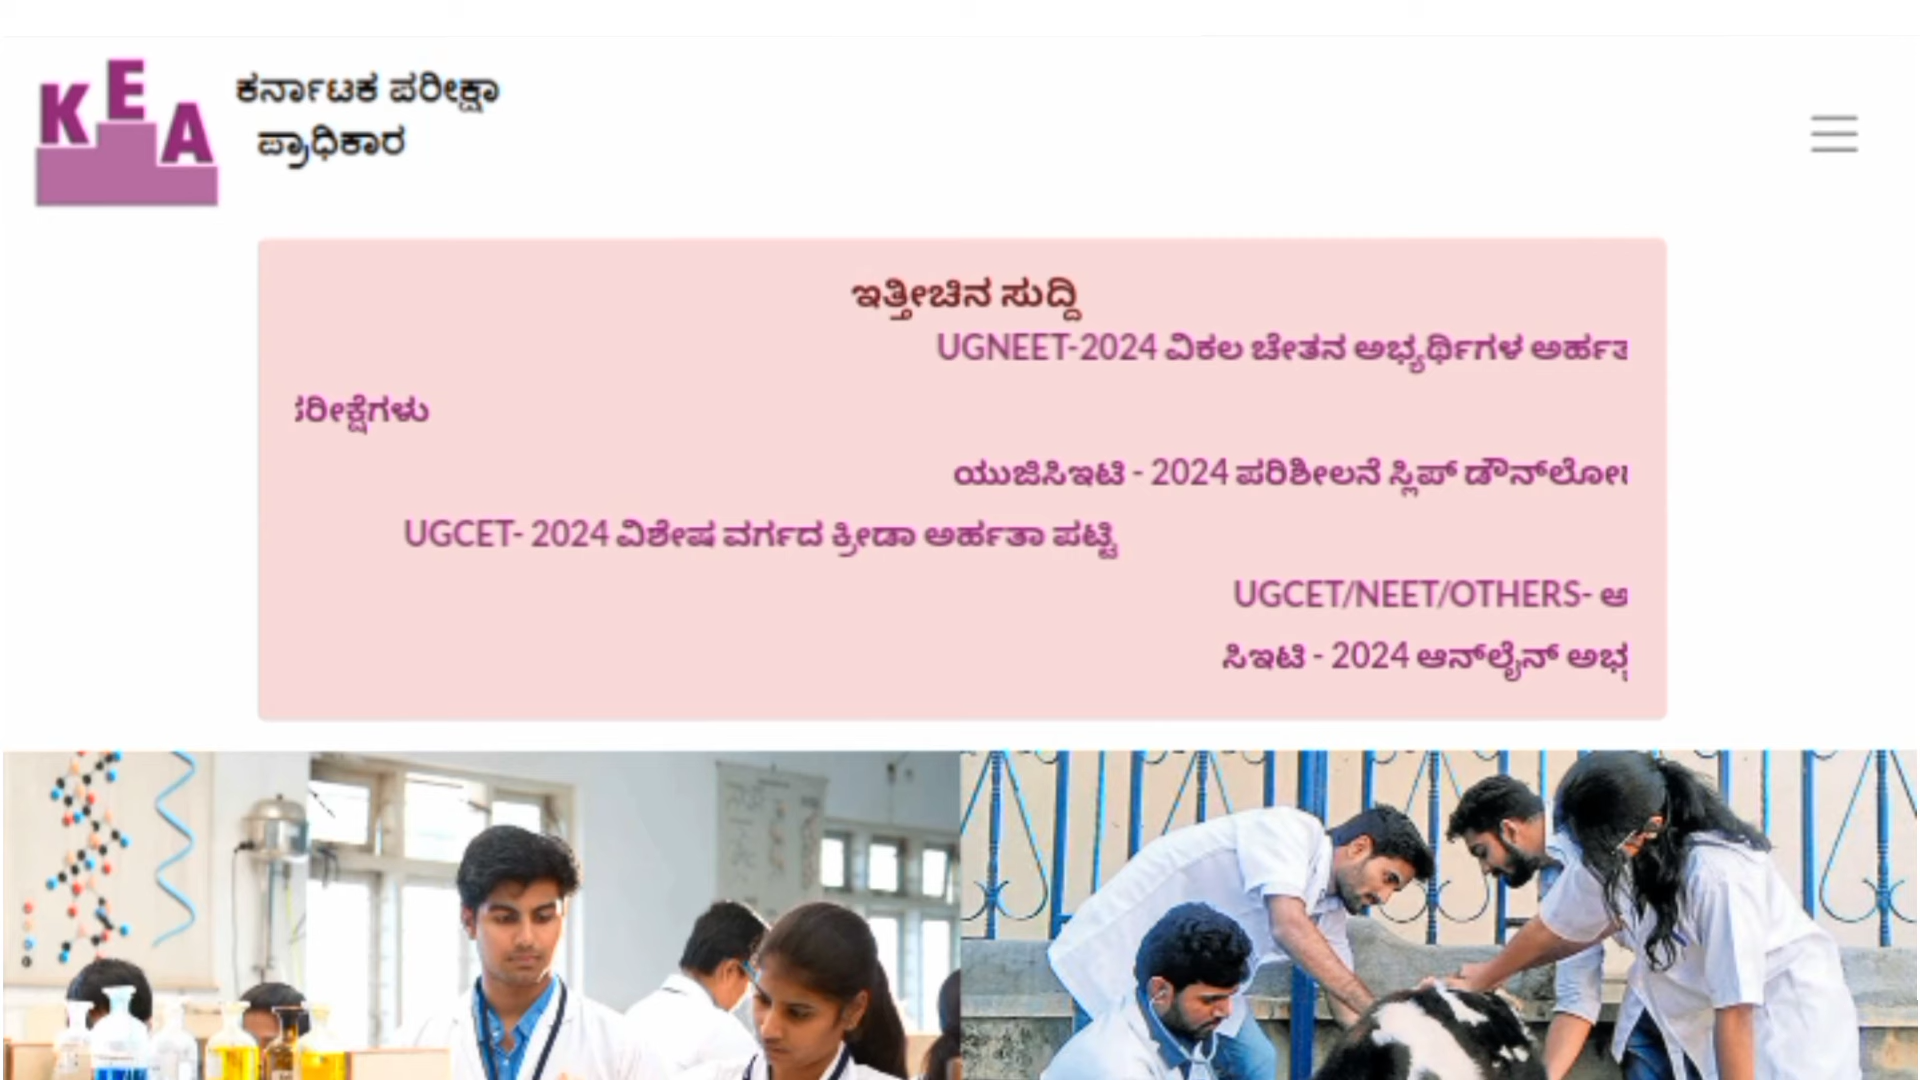 KEA
ಕರ್ನಾಟಕ ಪರೀಕ್ಷಾ
ಪ್ರಾಧಿಕಾರ
ಇತ್ತೀಚಿನ ಸುದ್ದಿ
UGNEET-2024 ವಿಕಲ ಚೇತನ ಅಭ್ಯರ್ಥಿಗಳ ಅರ್ಹತ
ರೀಕ್ಷೆಗಳು
ಯುಜಿಸಿಇಟಿ - 2024 ಪರಿಶೀಲನೆ ಸ್ಲಿಪ್ ಡೌನ್‌ಲೋ
UGCET- 2024 ವಿಶೇಷ ವರ್ಗದ ಕ್ರೀಡಾ ಅರ್ಹತಾ ಪಟ್ಟಿ
UGCET/NEET/OTHERS- ಆ
ಸಿಇಟಿ - 2024 ಆನ್‌ಲೈನ್ ಅಭ